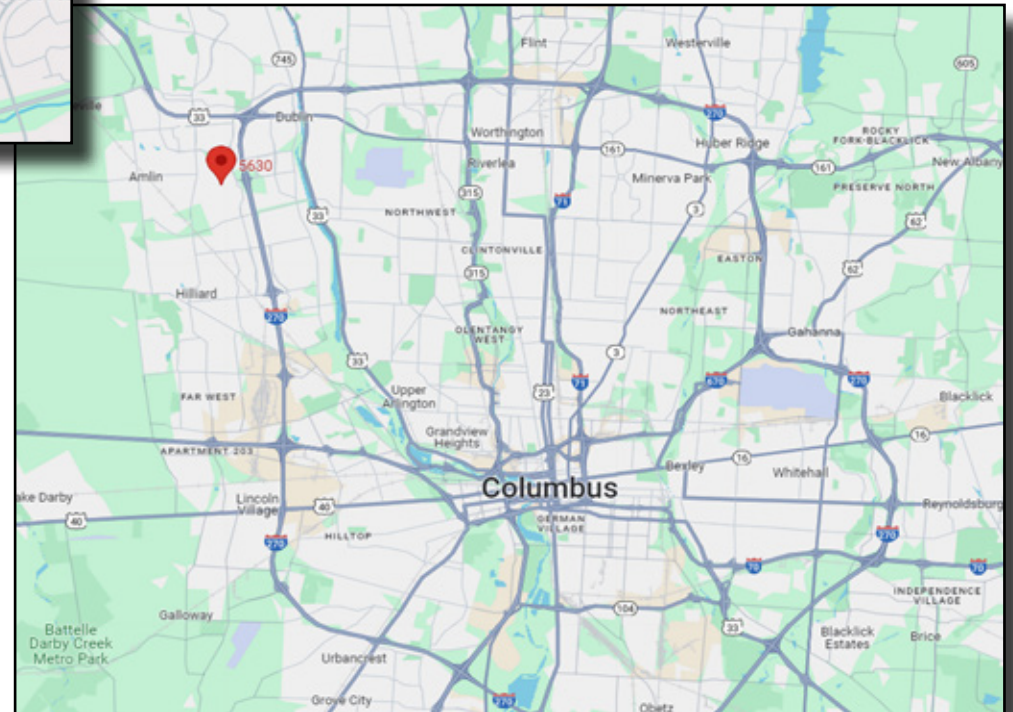 Flint
Westerville
745
605
ville
33
Dublin
270
Worthington
161
Huber Ridge
ROCKY
FORK-BLACKLICK
New Albany
5630
Amlin
Riverlea
Minerva Park
161
PRESERVE NORTH
315
71
3
33
NORTHWEST
62
CLINTONVILLE
EASTON
315
62
Hilliard
270
NORTHEAST
OLENTANGY
WEST
Gahanna
3
33
71
670
270
FAR WEST
Upper
Arlington
23
Blacklick
Grandview
Heights
16
APARTMENT 203
Bexley
16
Whitehall
ake Darby
Lincoln
Village
40
Columbus
Reynoldsburg
40
GERMAN
VILLAGE
HILLTOP
270
270
70
70
INDEPENDENCE
VILLAGE
Galloway
104
33
Battelle
Darby Creek
Metro Park
Blacklick
Estates
Brice
Urbancrest
Grove City
270
Obetz